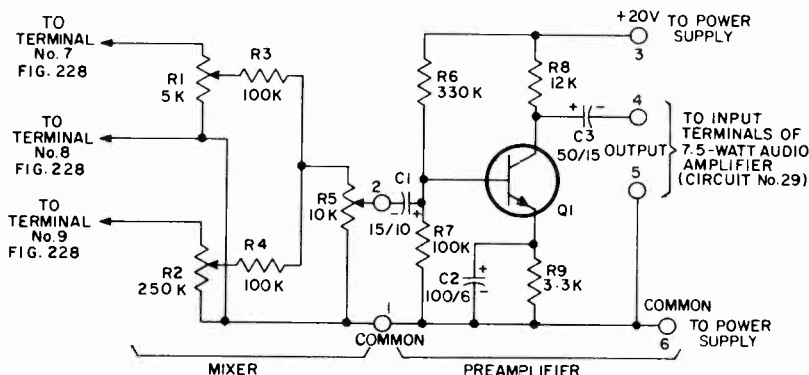 TO
TERMINAL
No. 7
FIG. 228
R1
5K
R3
100K
TO
TERMINAL
No. 8
FIG. 228
TO
TERMINAL
No. 9
FIG. 228
R2
250K
R4
100K
R5
10K
2
C1
- +
15/10
1
COMMON
MIXER
R6
330K
R7
100K
C2
100/6
+
-
R8
12K
+ -
C3
50/15
Q1
R9
3.3K
+20V
3
TO POWER
SUPPLY
4
OUTPUT
5
TO INPUT
TERMINALS OF
7.5-WATT AUDIO
AMPLIFIER
(CIRCUIT No. 29)
COMMON
6
TO POWER
SUPPLY
PREAMPLIFIER